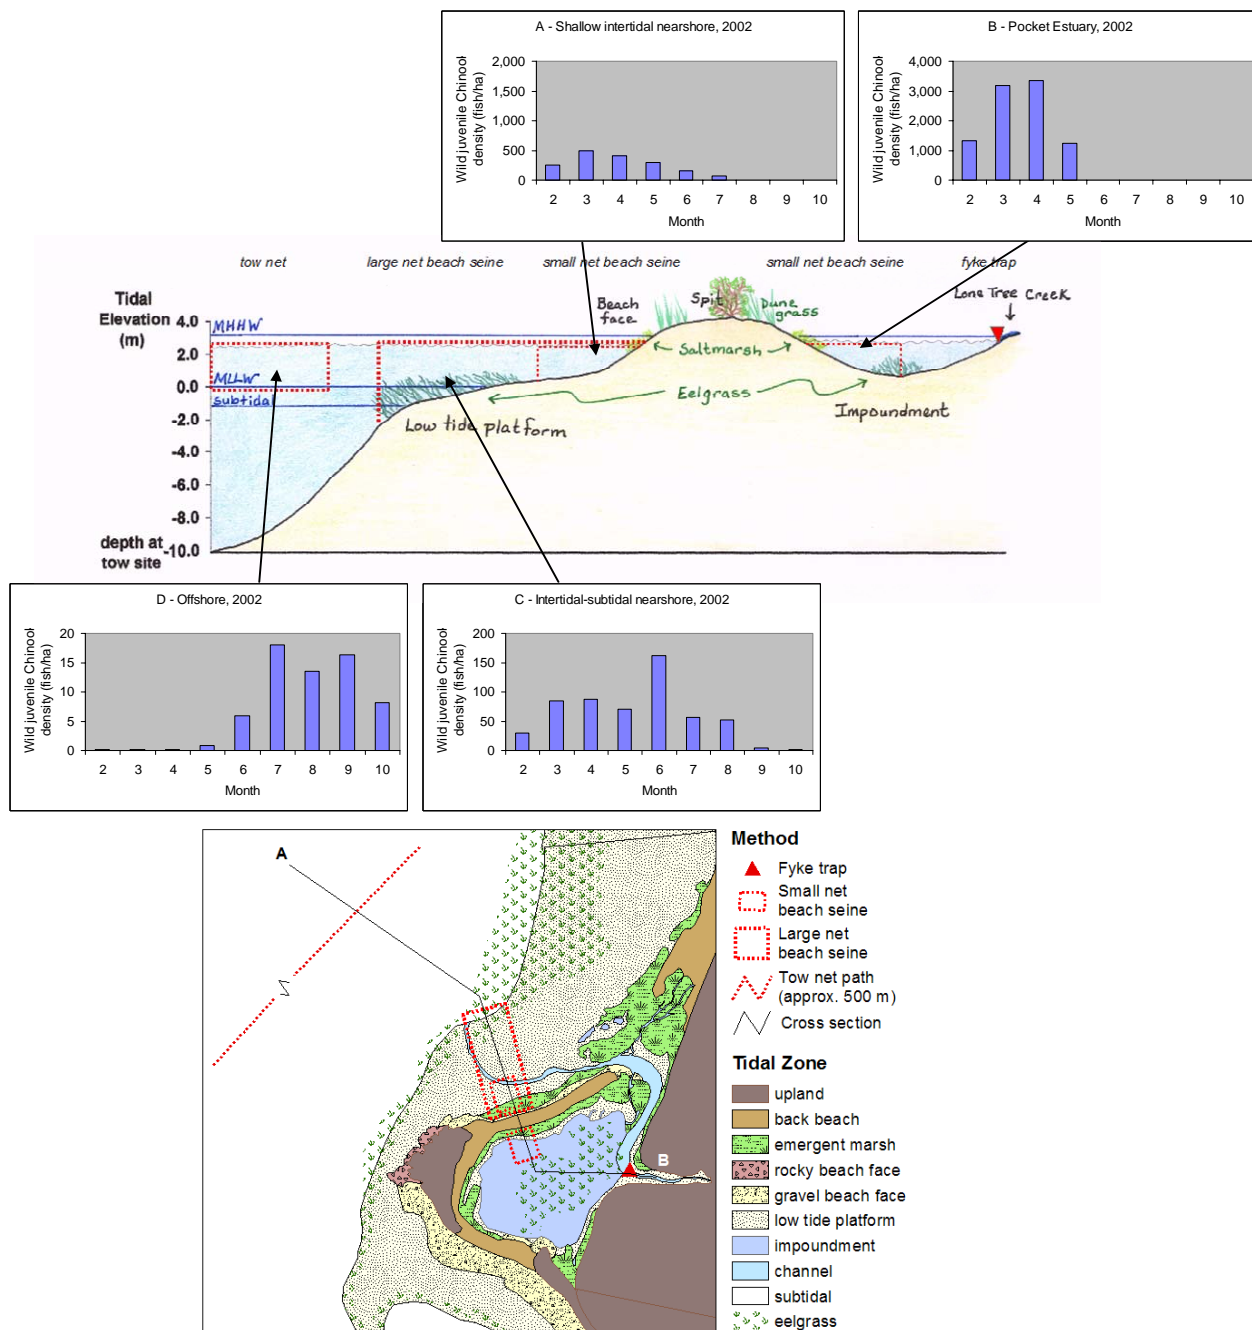 A - Shallow intertidal nearshore, 2002
Wild juvenile Chinook
density (fish/ha)
2,000
1,500
1,000
500
0
2 3 4 5 6 7 8 9 10
Month
B - Pocket Estuary, 2002
Wild juvenile Chinook
density (fish/ha)
4,000
3,000
2,000
1,000
0
2 3 4 5 6 7 8 9 10
Month
tow net
large net beach seine
small net beach seine
small net beach seine
fyke trap
Tidal
Elevation
(m)
4.0
2.0
0.0
-2.0
-4.0
-6.0
-8.0
-10.0
depth at
tow site
MHHW
MLLW
subtidal
Beach
face
Spit
Dune
grass
Lone Tree Creek
Saltmarsh
Eelgrass
Low tide platform
Impoundment
D - Offshore, 2002
Wild juvenile Chinook
density (fish/ha)
20
15
10
5
0
2 3 4 5 6 7 8 9 10
Month
C - Intertidal-subtidal nearshore, 2002
Wild juvenile Chinook
density (fish/ha)
200
150
100
50
0
2 3 4 5 6 7 8 9 10
Month
A
B
Method
Fyke trap
Small net
beach seine
Large net
beach seine
Tow net path
(approx. 500 m)
Cross section
Tidal Zone
upland
back beach
emergent marsh
rocky beach face
gravel beach face
low tide platform
impoundment
channel
subtidal
eelgrass